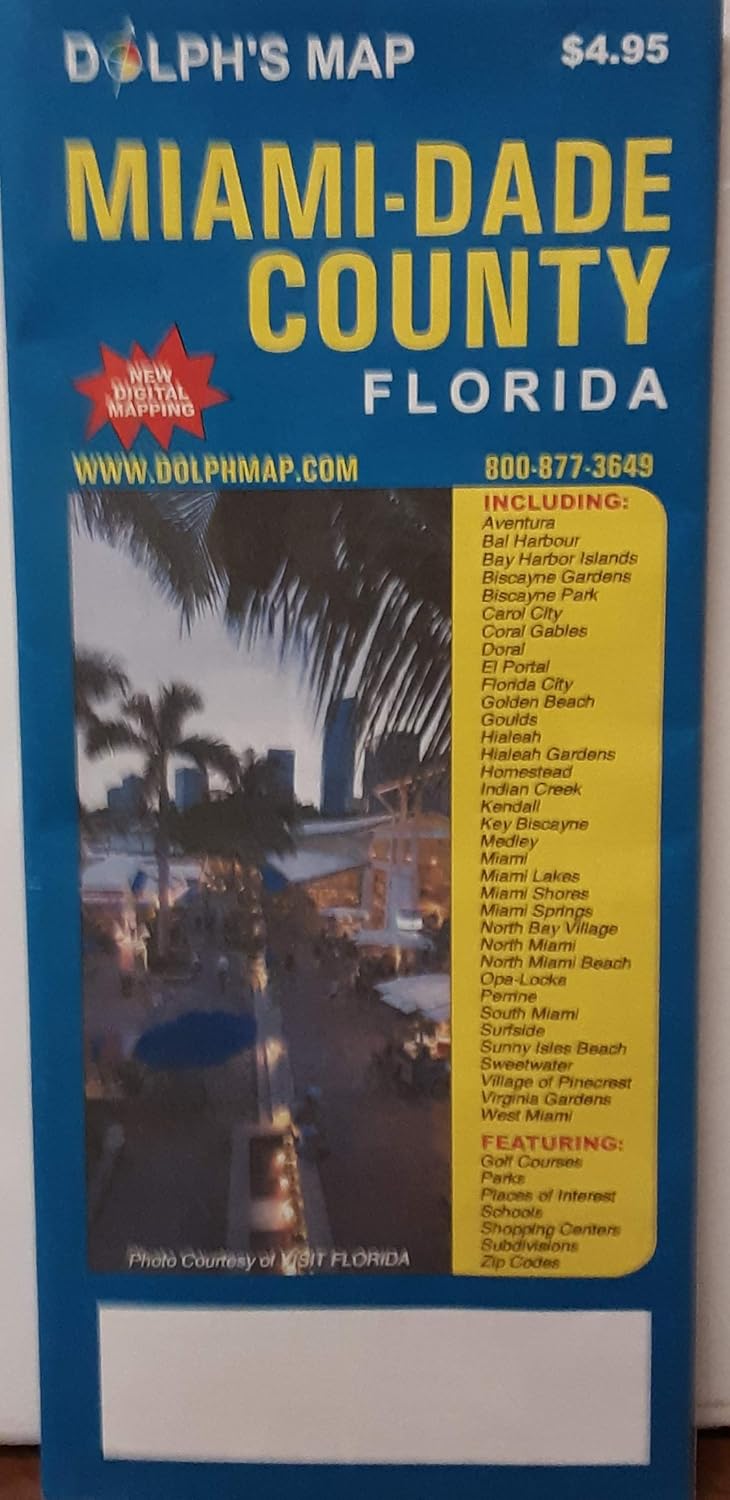 DOLPH'S MAP $4.95
MIAMI-DADE
COUNTY
FLORIDA
NEW
DIGITAL
MAPPING
WWW.DOLPHMAP.COM 800-877-3649
INCLUDING:
Aventura
Bal Harbour
Bay Harbor Islands
Biscayne Gardens
Biscayne Park
Carol City
Coral Gables
Doral
El Portal
Florida City
Golden Beach
Goulds
Hialeah
Hialeah Gardens
Homestead
Indian Creek
Kendall
Key Biscayne
Medley
Miami
Miami Lakes
Miami Shores
Miami Springs
North Bay Village
North Miami
North Miami Beach
Opa-Locka
Perrine
South Miami
Surfside
Sunny Isles Beach
Sweetwater
Village of Pinecrest
Virginia Gardens
West Miami
FEATURING:
Golf Courses
Parks
Places of Interest
Schools
Shopping Centers
Subdivisions
Zip Codes
Photo Courtesy of VISIT FLORIDA